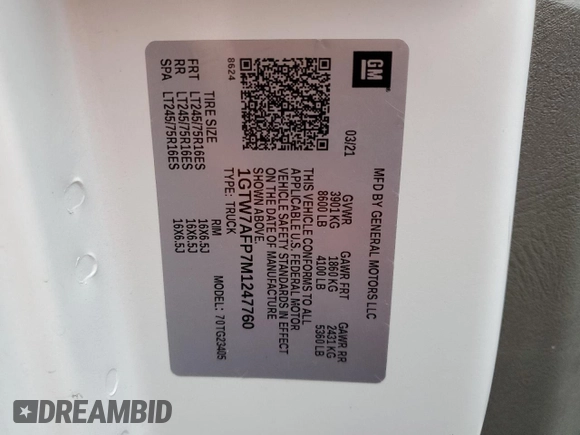 GM
MFD BY GENERAL MOTORS LLC
03/21 GVWR GAWR FRT GAWR RR
3901 KG 1860 KG 2431 KG
8600 LB 4100 LB 5360 LB
THIS VEHICLE CONFORMS TO ALL
APPLICABLE U.S. FEDERAL MOTOR
VEHICLE SAFETY STANDARDS IN EFFECT
ON THE DATE OF MANUFACTURE
SHOWN ABOVE.
1GTW7AFP7M1247760
8624 TYPE: TRUCK MODEL: 70TG23405
TIRE SIZE RIM
FRT LT245/75R16ES 16X6.5J
RR LT245/75R16ES 16X6.5J
SPA LT245/75R16ES 16X6.5J
DREAMBID